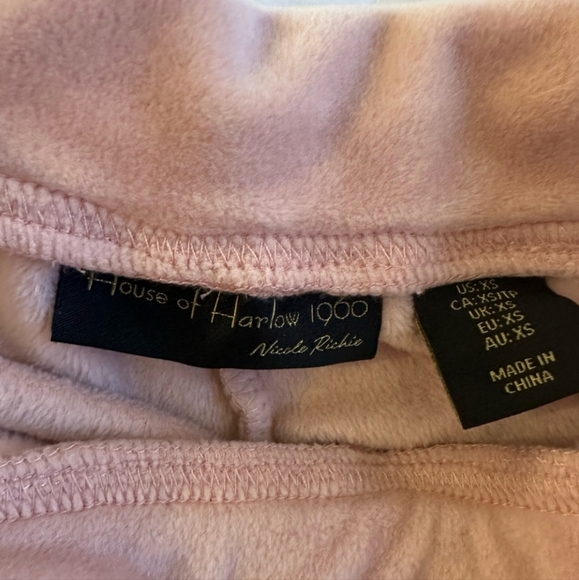 House of Harlow 1960
Nicole Richie
US: XS
CA: XS/TP
UK: XS
EU: XS
AU: XS
MADE IN
CHINA